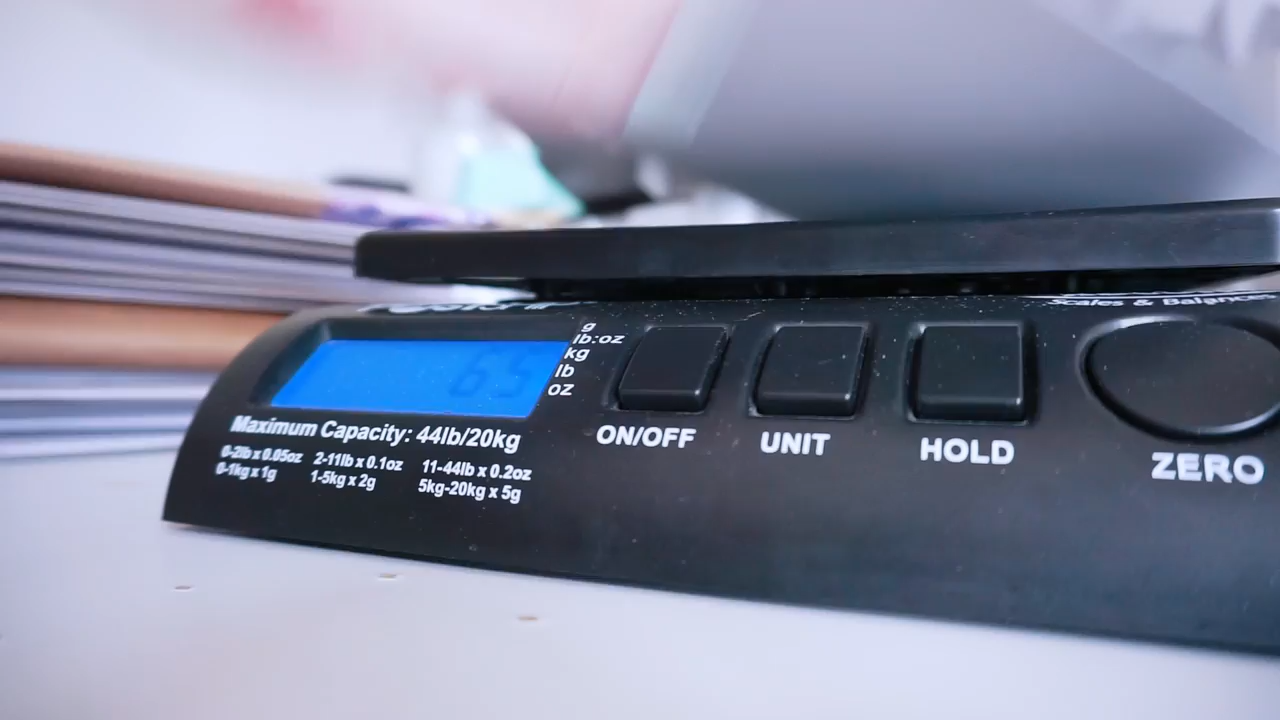 Scales & Balances
g
lb:oz
kg
lb
oz
65
Maximum Capacity: 44lb/20kg
0-2lb x 0.05oz 2-11lb x 0.1oz 11-44lb x 0.2oz
0-1kg x 1g 1-5kg x 2g 5kg-20kg x 5g
ON/OFF UNIT HOLD ZERO